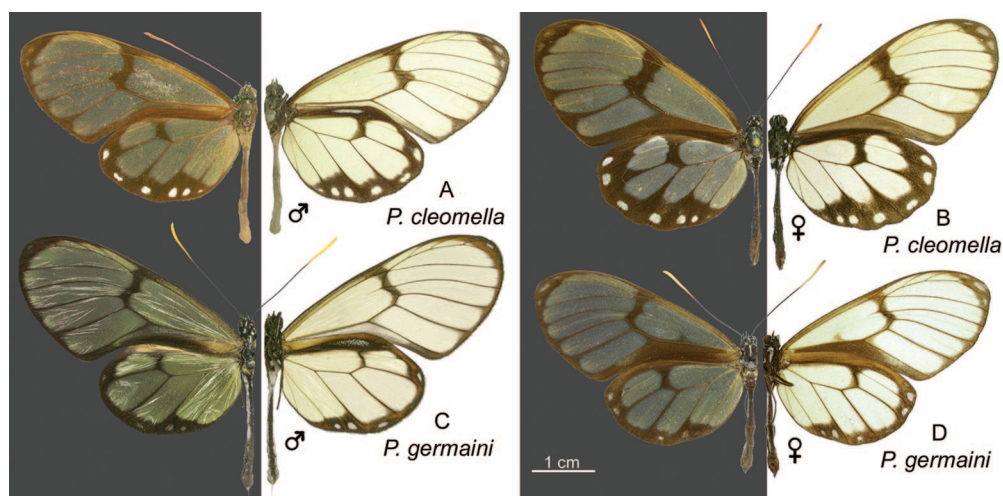 A
♂
P. cleomella
B
♀
P. cleomella
C
♂
P. germaini
D
♀
P. germaini
1 cm